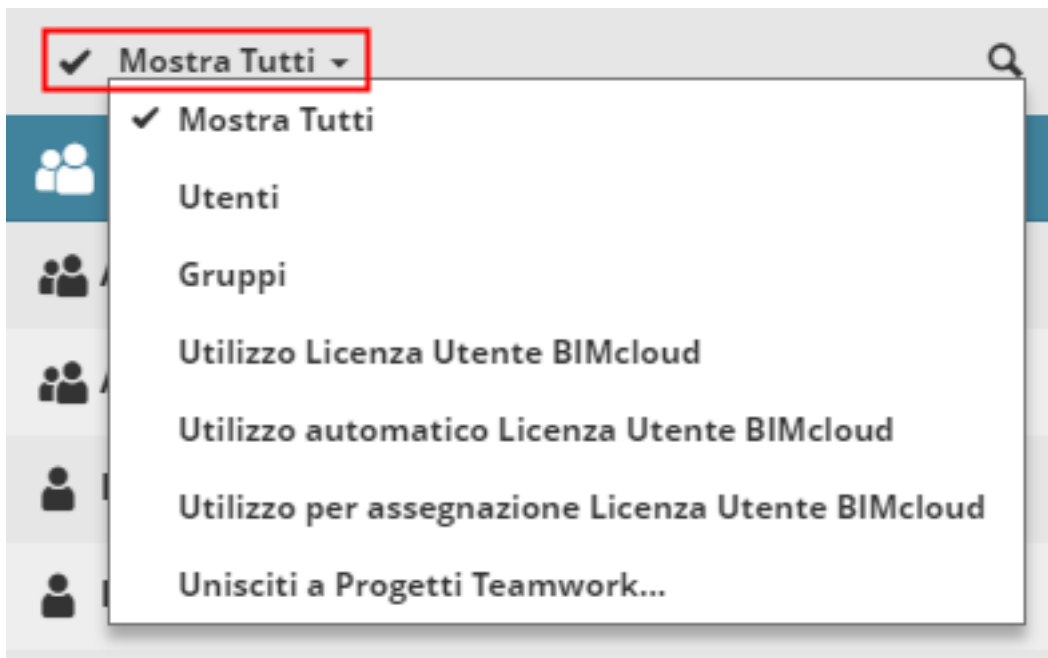 Mostra Tutti
Mostra Tutti
Utenti
Gruppi
Utilizzo Licenza Utente BIMcloud
Utilizzo automatico Licenza Utente BIMcloud
Utilizzo per assegnazione Licenza Utente BIMcloud
Unisciti a Progetti Teamwork...